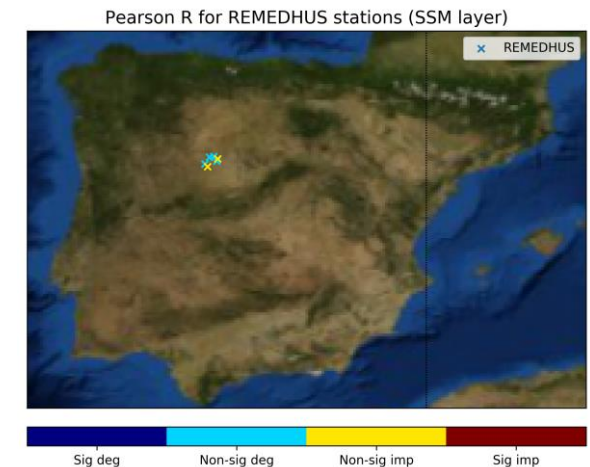 Pearson R for REMEDHUS stations (SSM layer)
REMEDHUS
Sig deg Non-sig deg Non-sig imp Sig imp